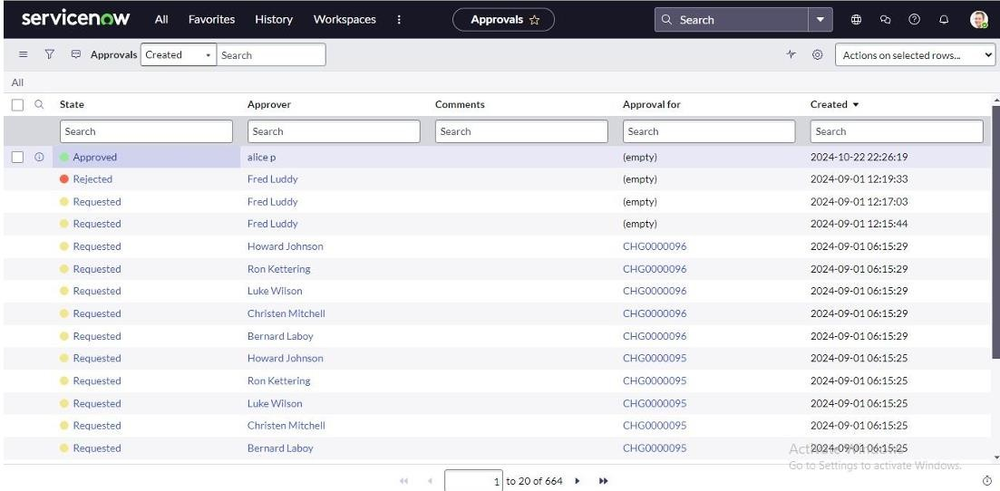 servicenow All Favorites History Workspaces Approvals Search
Approvals Created Search Actions on selected rows...
All
State Approver Comments Approval for Created
Search Search Search Search Search
Approved alice p (empty) 2024-10-22 22:26:19
Rejected Fred Luddy (empty) 2024-09-01 12:19:33
Requested Fred Luddy (empty) 2024-09-01 12:17:03
Requested Fred Luddy (empty) 2024-09-01 12:15:44
Requested Howard Johnson CHG0000096 2024-09-01 06:15:29
Requested Ron Kettering CHG0000096 2024-09-01 06:15:29
Requested Luke Wilson CHG0000096 2024-09-01 06:15:29
Requested Christen Mitchell CHG0000096 2024-09-01 06:15:29
Requested Bernard Laboy CHG0000096 2024-09-01 06:15:29
Requested Howard Johnson CHG0000095 2024-09-01 06:15:25
Requested Ron Kettering CHG0000095 2024-09-01 06:15:25
Requested Luke Wilson CHG0000095 2024-09-01 06:15:25
Requested Christen Mitchell CHG0000095 2024-09-01 06:15:25
Requested Bernard Laboy CHG0000095 2024-09-01 06:15:25
Activate Windows
Go to Settings to activate Windows.
1 to 20 of 664